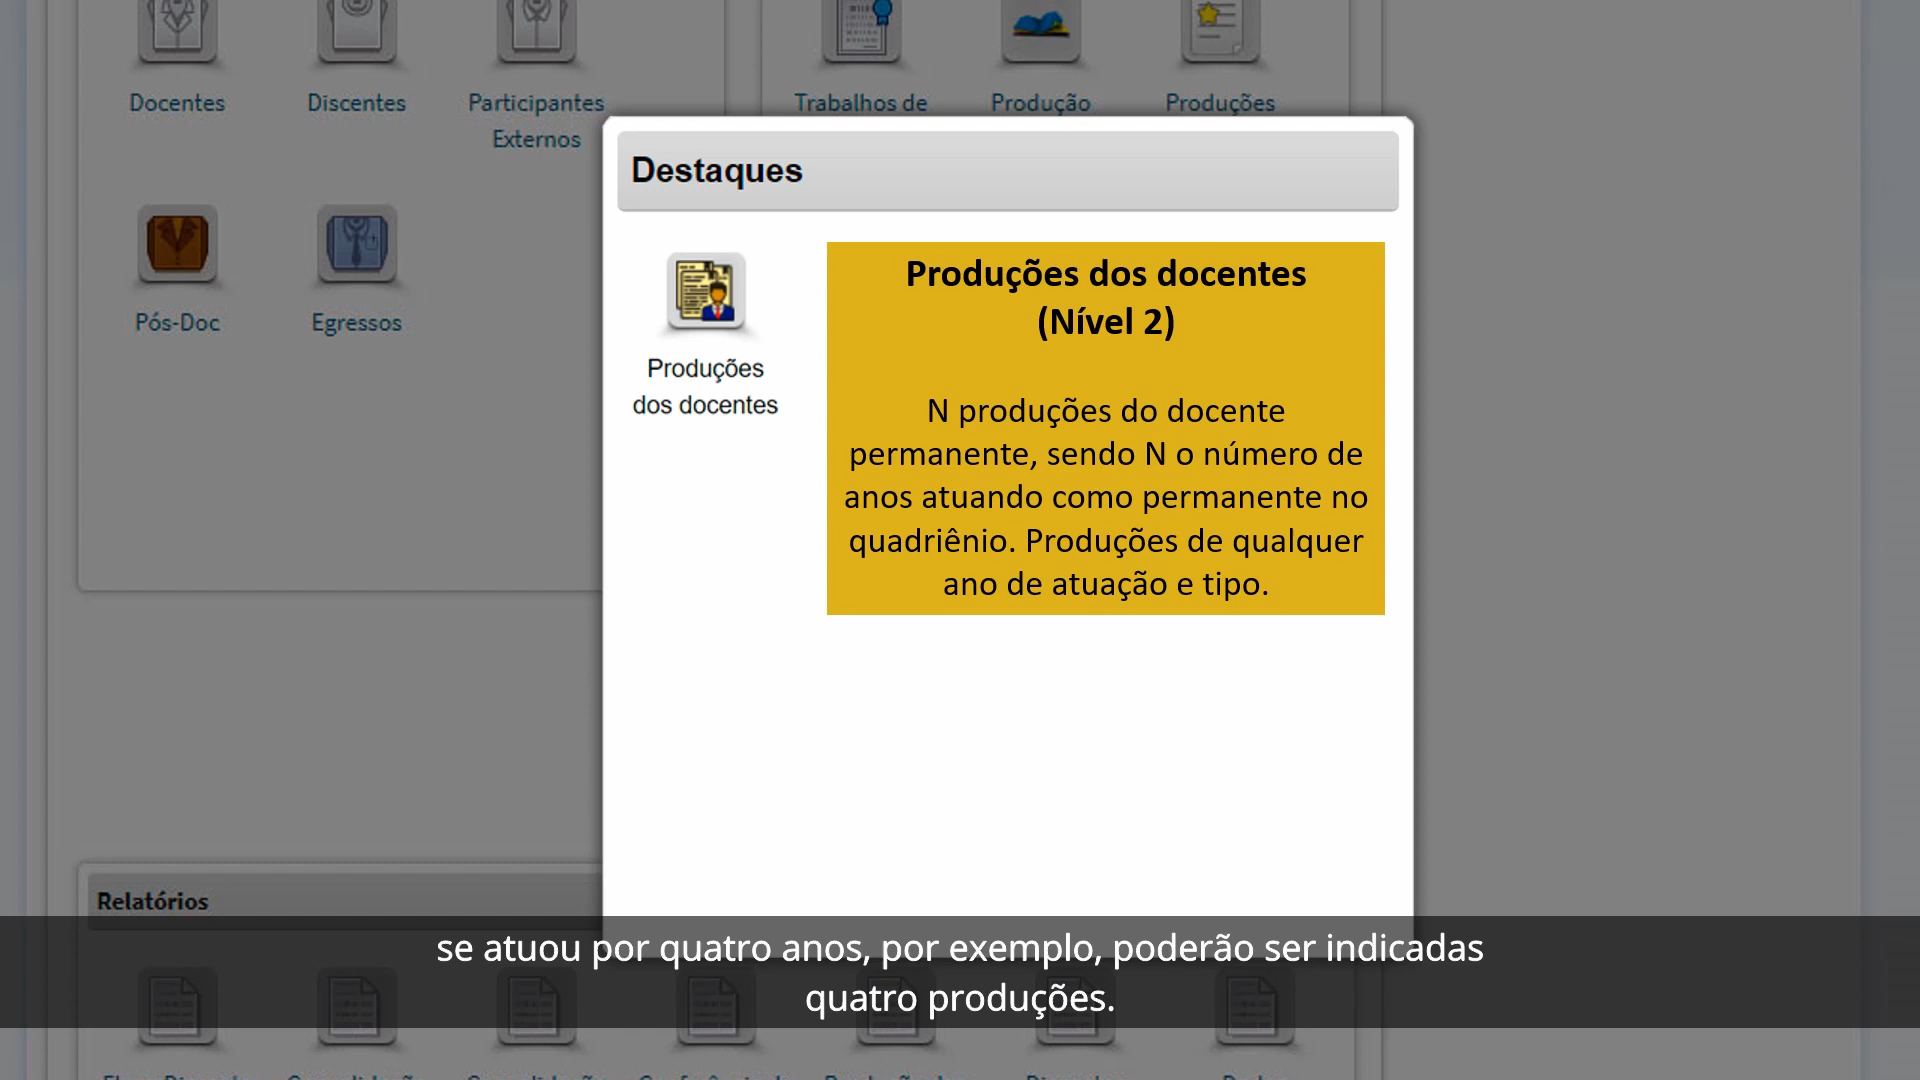 Docentes
Discentes
Participantes
Externos
Trabalhos de
Produção
Produções
Pós-Doc
Egressos
Destaques
Produções
dos docentes
Produções dos docentes
(Nível 2)
N produções do docente
permanente, sendo N o número de
anos atuando como permanente no
quadriênio. Produções de qualquer
ano de atuação e tipo.
Relatórios
se atuou por quatro anos, por exemplo, poderão ser indicadas
quatro produções.